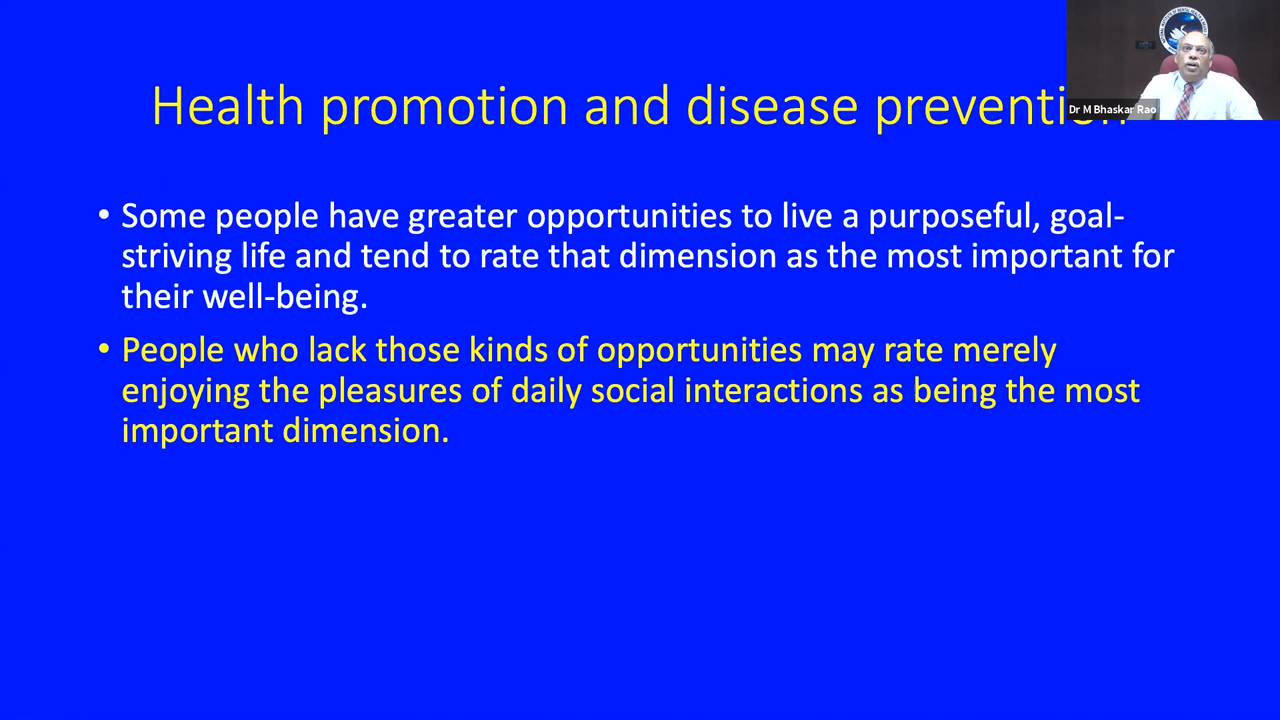 Health promotion and disease prevention
Dr M Bhaskar Rao
• Some people have greater opportunities to live a purposeful, goal-
striving life and tend to rate that dimension as the most important for
their well-being.
• People who lack those kinds of opportunities may rate merely
enjoying the pleasures of daily social interactions as being the most
important dimension.